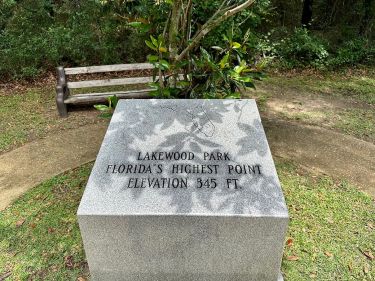 LAKEWOOD PARK
FLORIDA'S HIGHEST POINT
ELEVATION 345 FT.